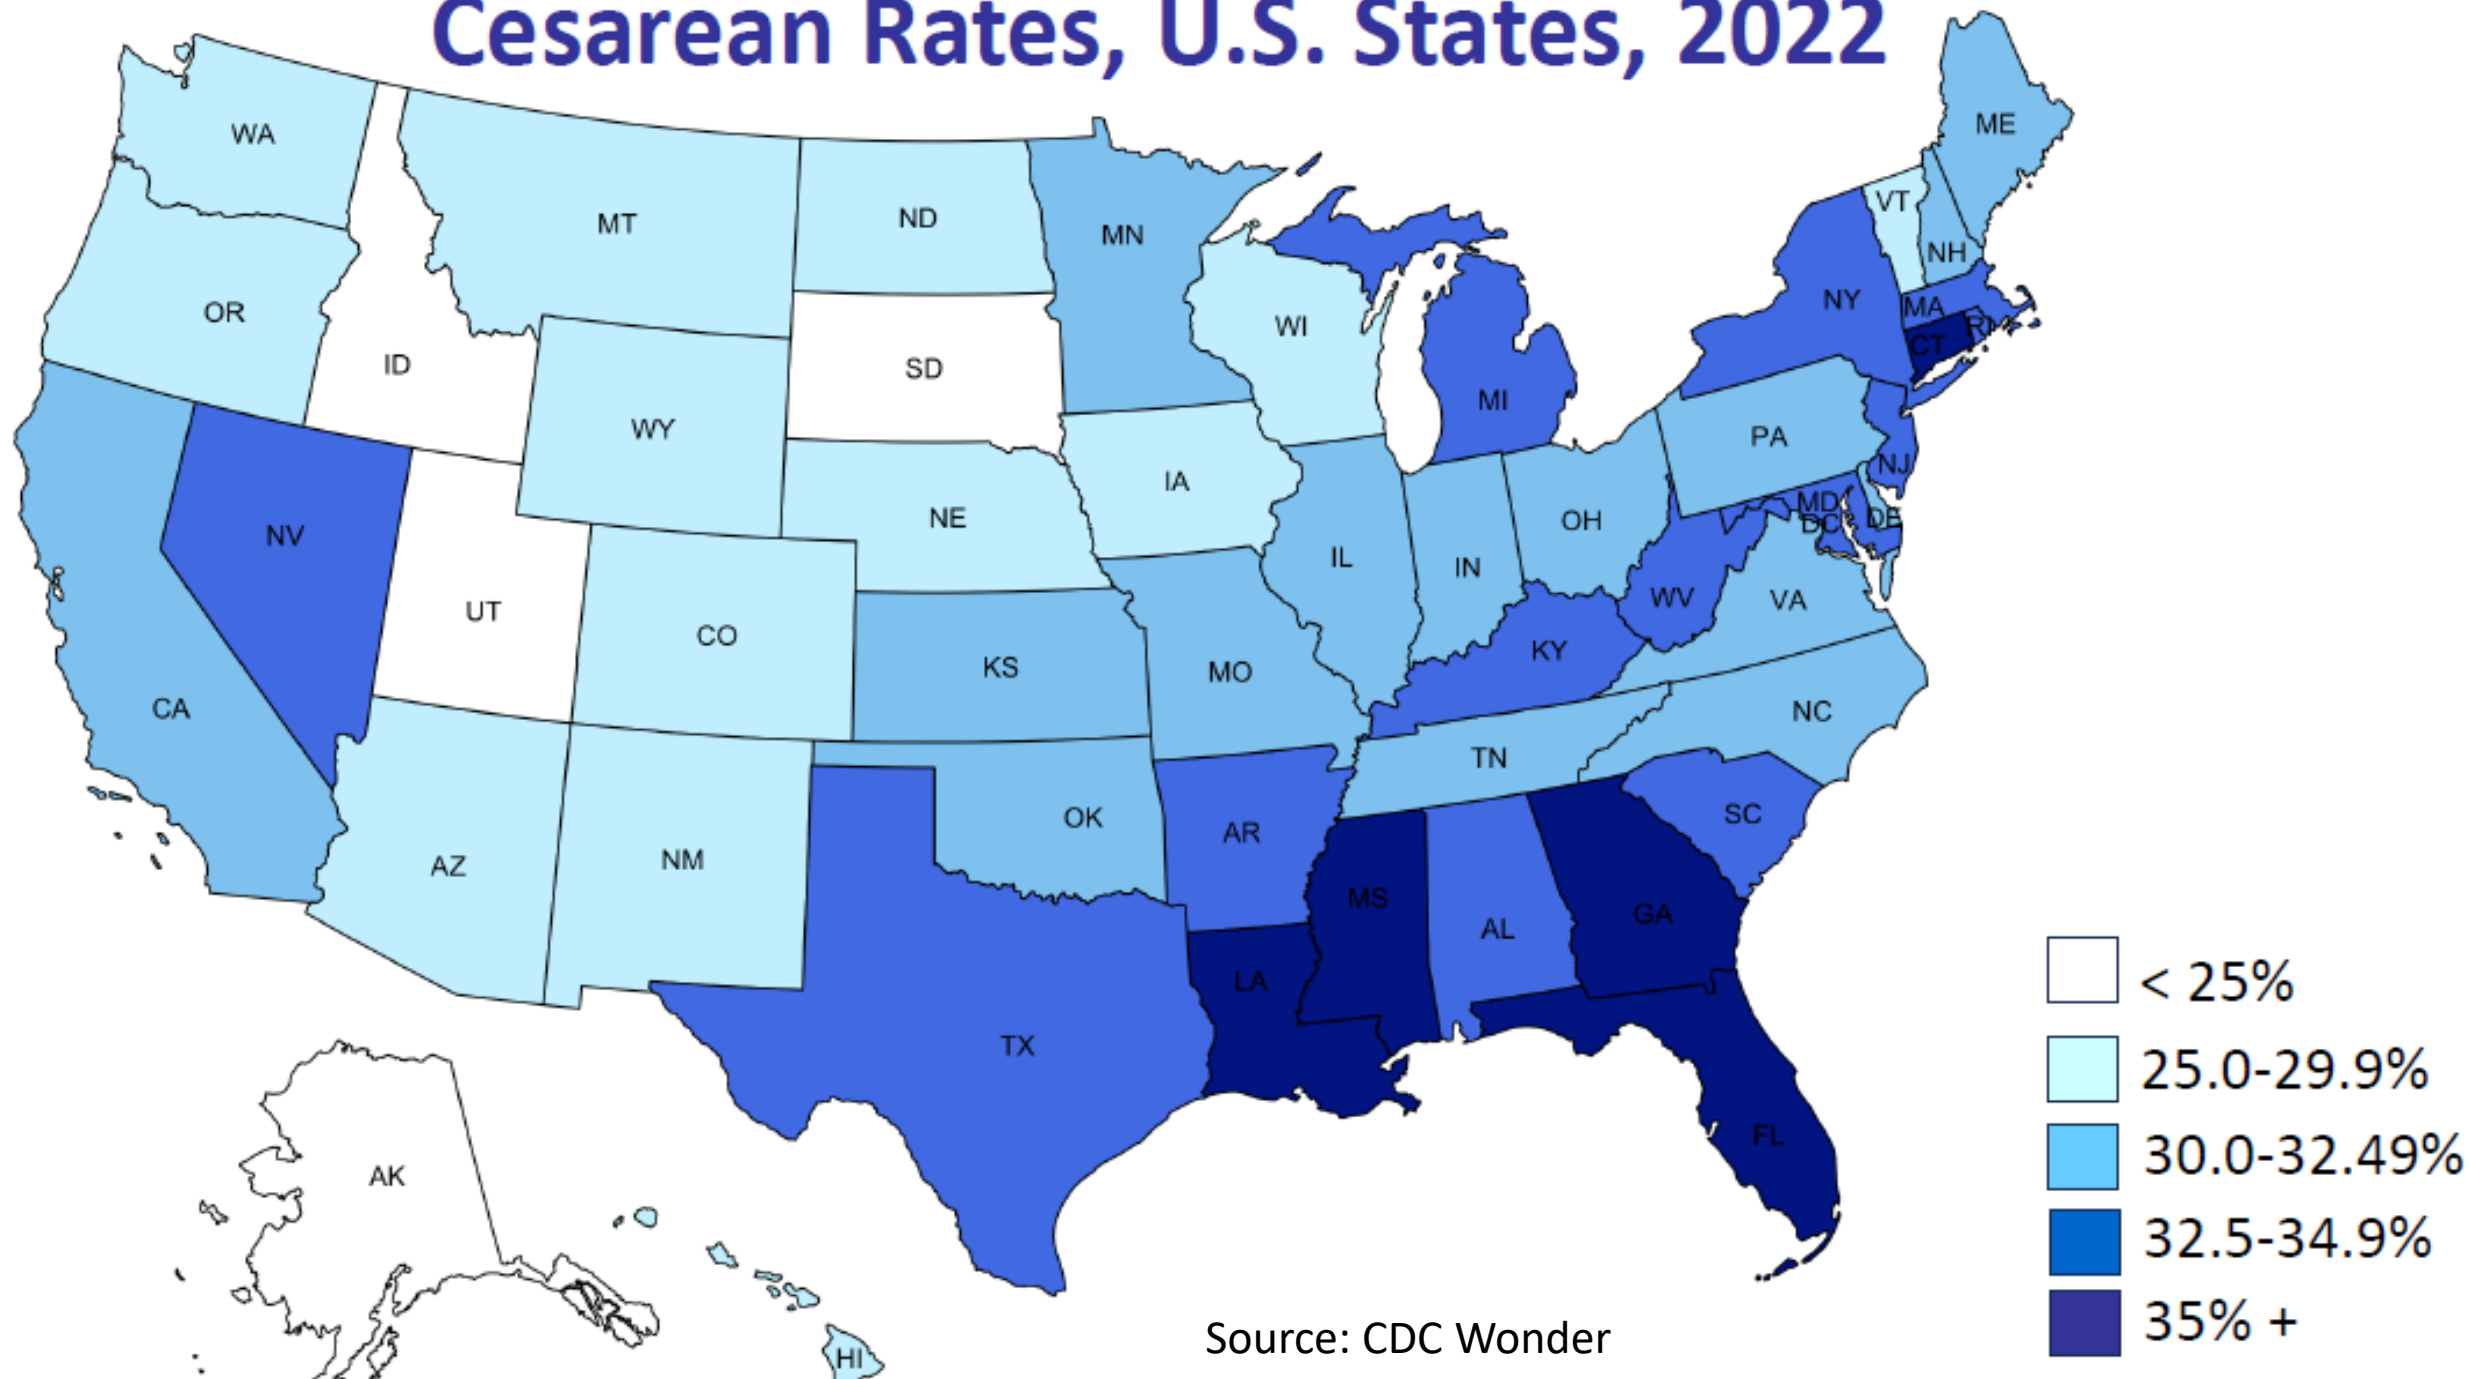 Cesarean Rates, U.S. States, 2022
ME
WA
VT
MT
ND
MN
NH
NY
MA
OR
WI
RI
CT
ID
SD
MI
WY
PA
NJ
IA
NE
MD
DC
DE
OH
NV
IL
IN
WV
VA
UT
CO
KY
KS
MO
CA
NC
TN
OK
AR
SC
AZ
NM
MS
GA
AL
LA
TX
FL
AK
HI
< 25%
25.0-29.9%
30.0-32.49%
32.5-34.9%
35% +
Source: CDC Wonder